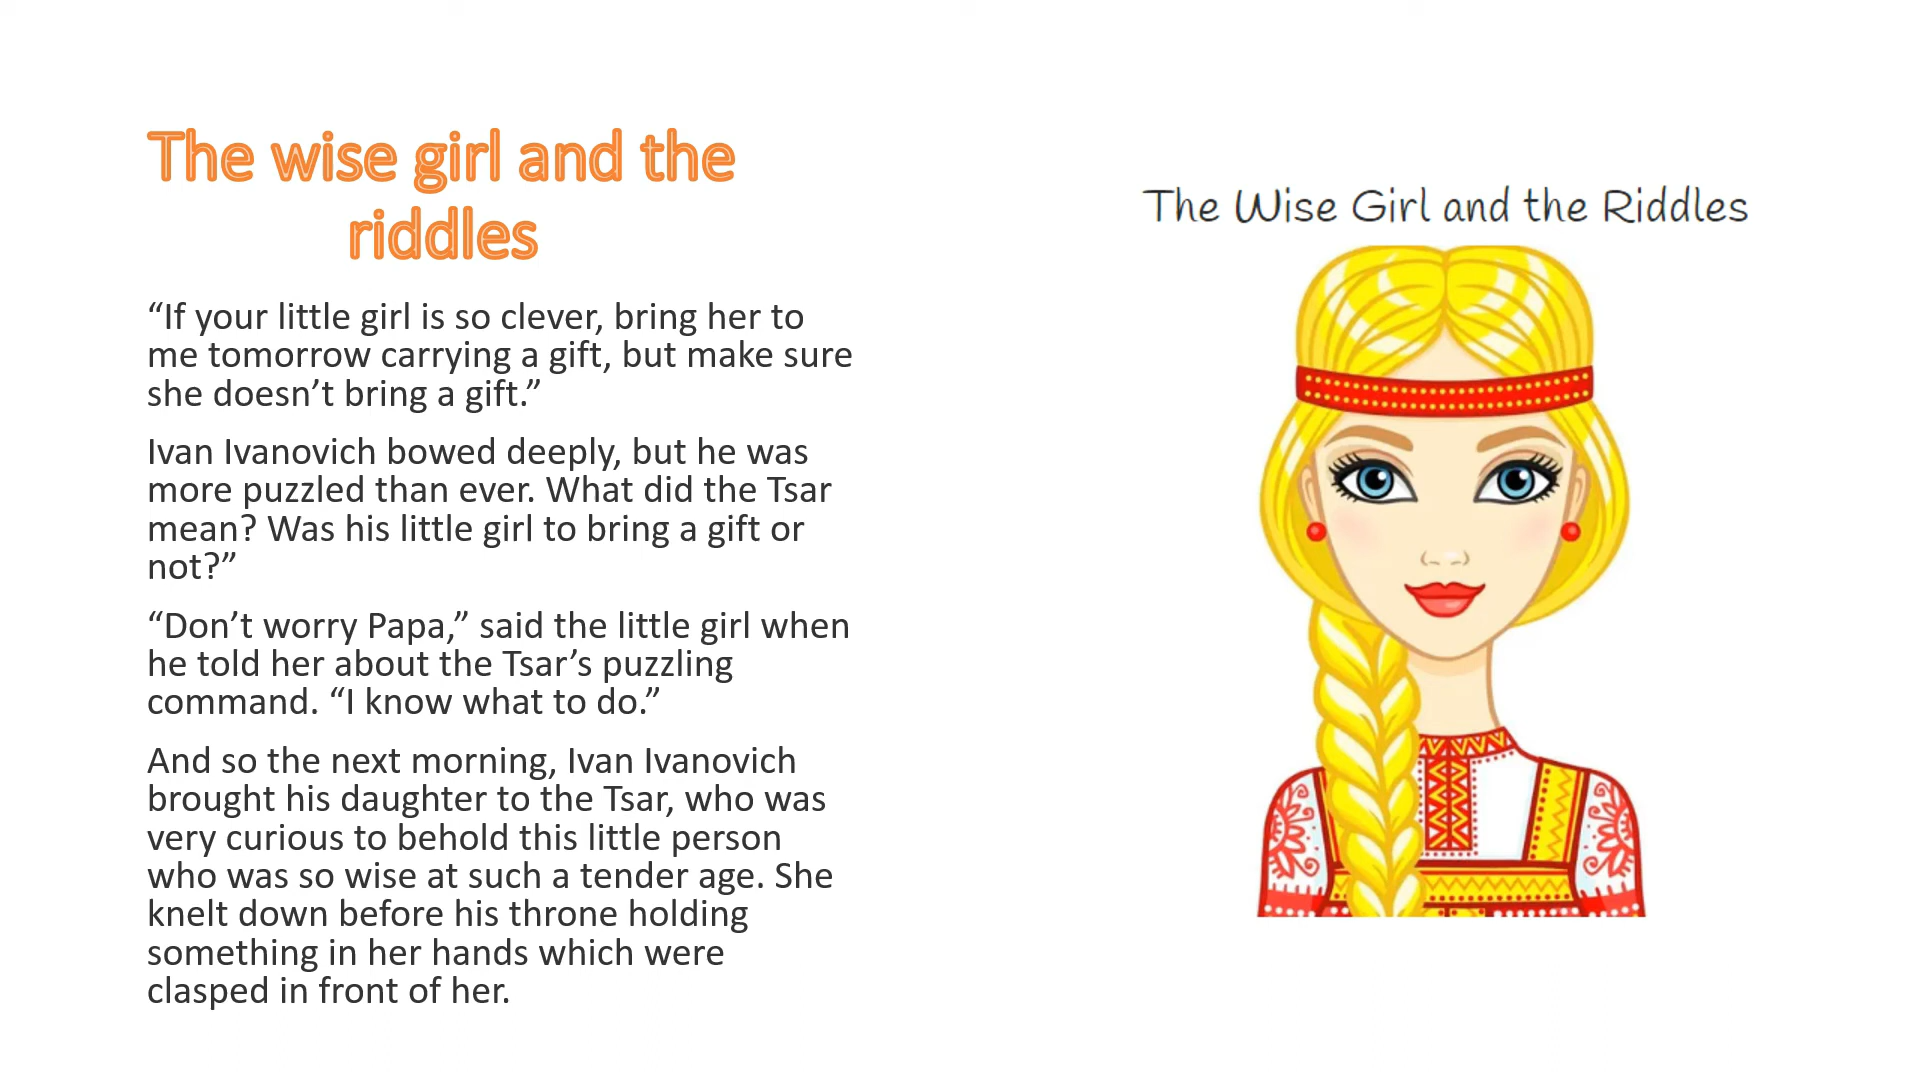 The wise girl and the
riddles
“If your little girl is so clever, bring her to
me tomorrow carrying a gift, but make sure
she doesn’t bring a gift.”
Ivan Ivanovich bowed deeply, but he was
more puzzled than ever. What did the Tsar
mean? Was his little girl to bring a gift or
not?”
“Don’t worry Papa,” said the little girl when
he told her about the Tsar’s puzzling
command. “I know what to do.”
And so the next morning, Ivan Ivanovich
brought his daughter to the Tsar, who was
very curious to behold this little person
who was so wise at such a tender age. She
knelt down before his throne holding
something in her hands which were
clasped in front of her.
The Wise Girl and the Riddles